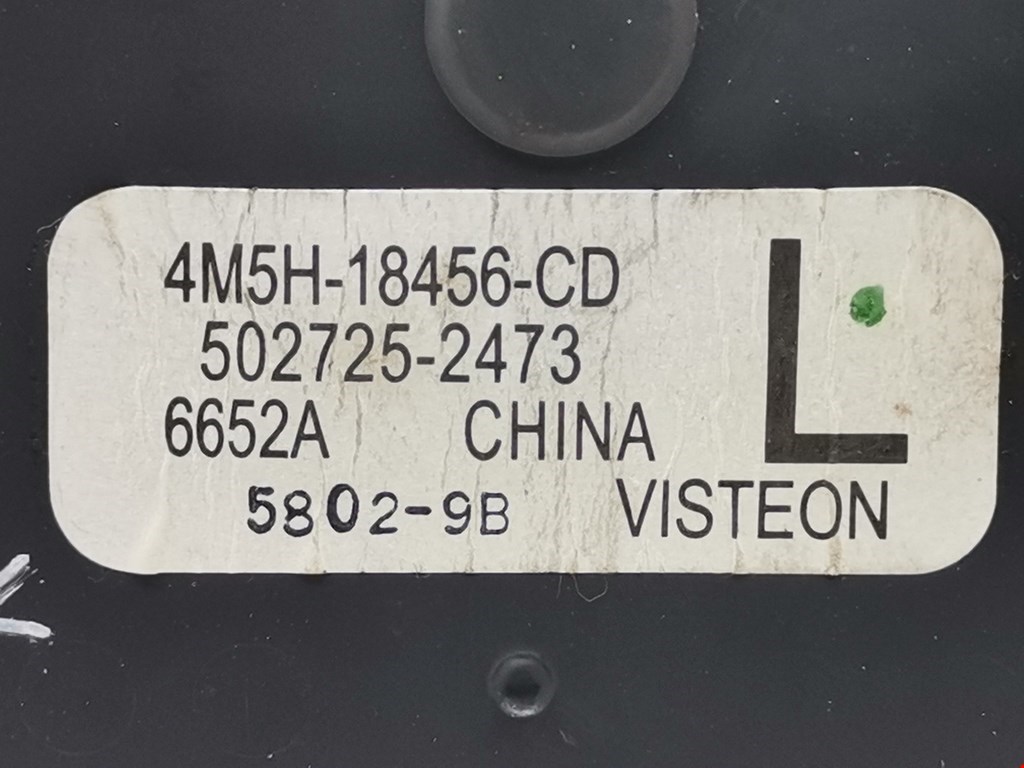 4M5H-18456-CD
502725-2473
6652A CHINA
5802-9B VISTEON
L